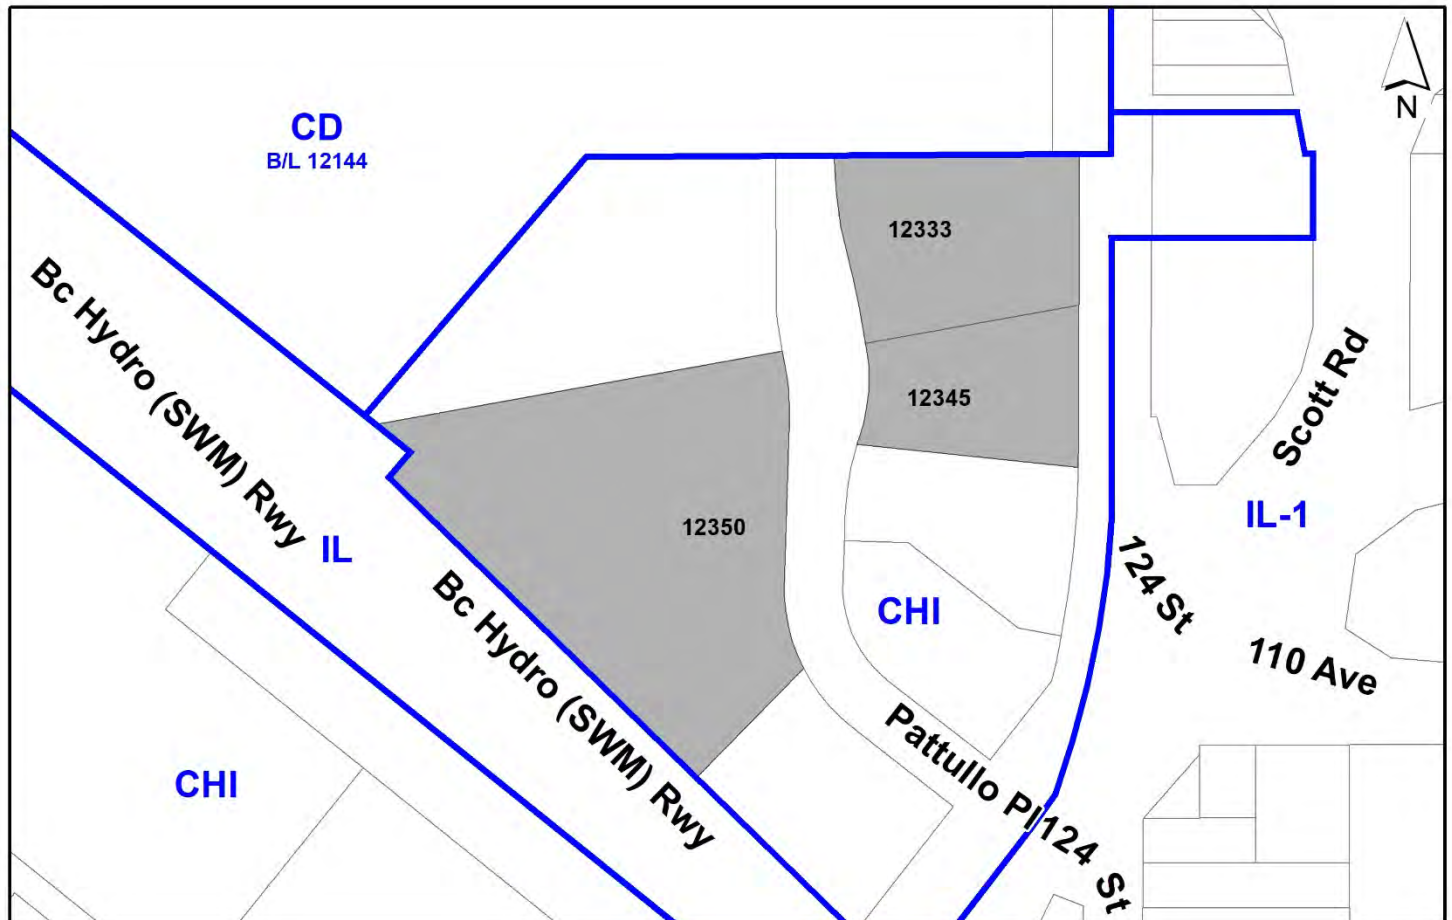 CD
B/L 12144
N
12333
Bc Hydro (SWM) Rwy
12345
Scott Rd
12350
IL-1
IL
124 St
Bc Hydro (SWM) Rwy
CHI
110 Ave
Pattullo Pl
124 St
CHI